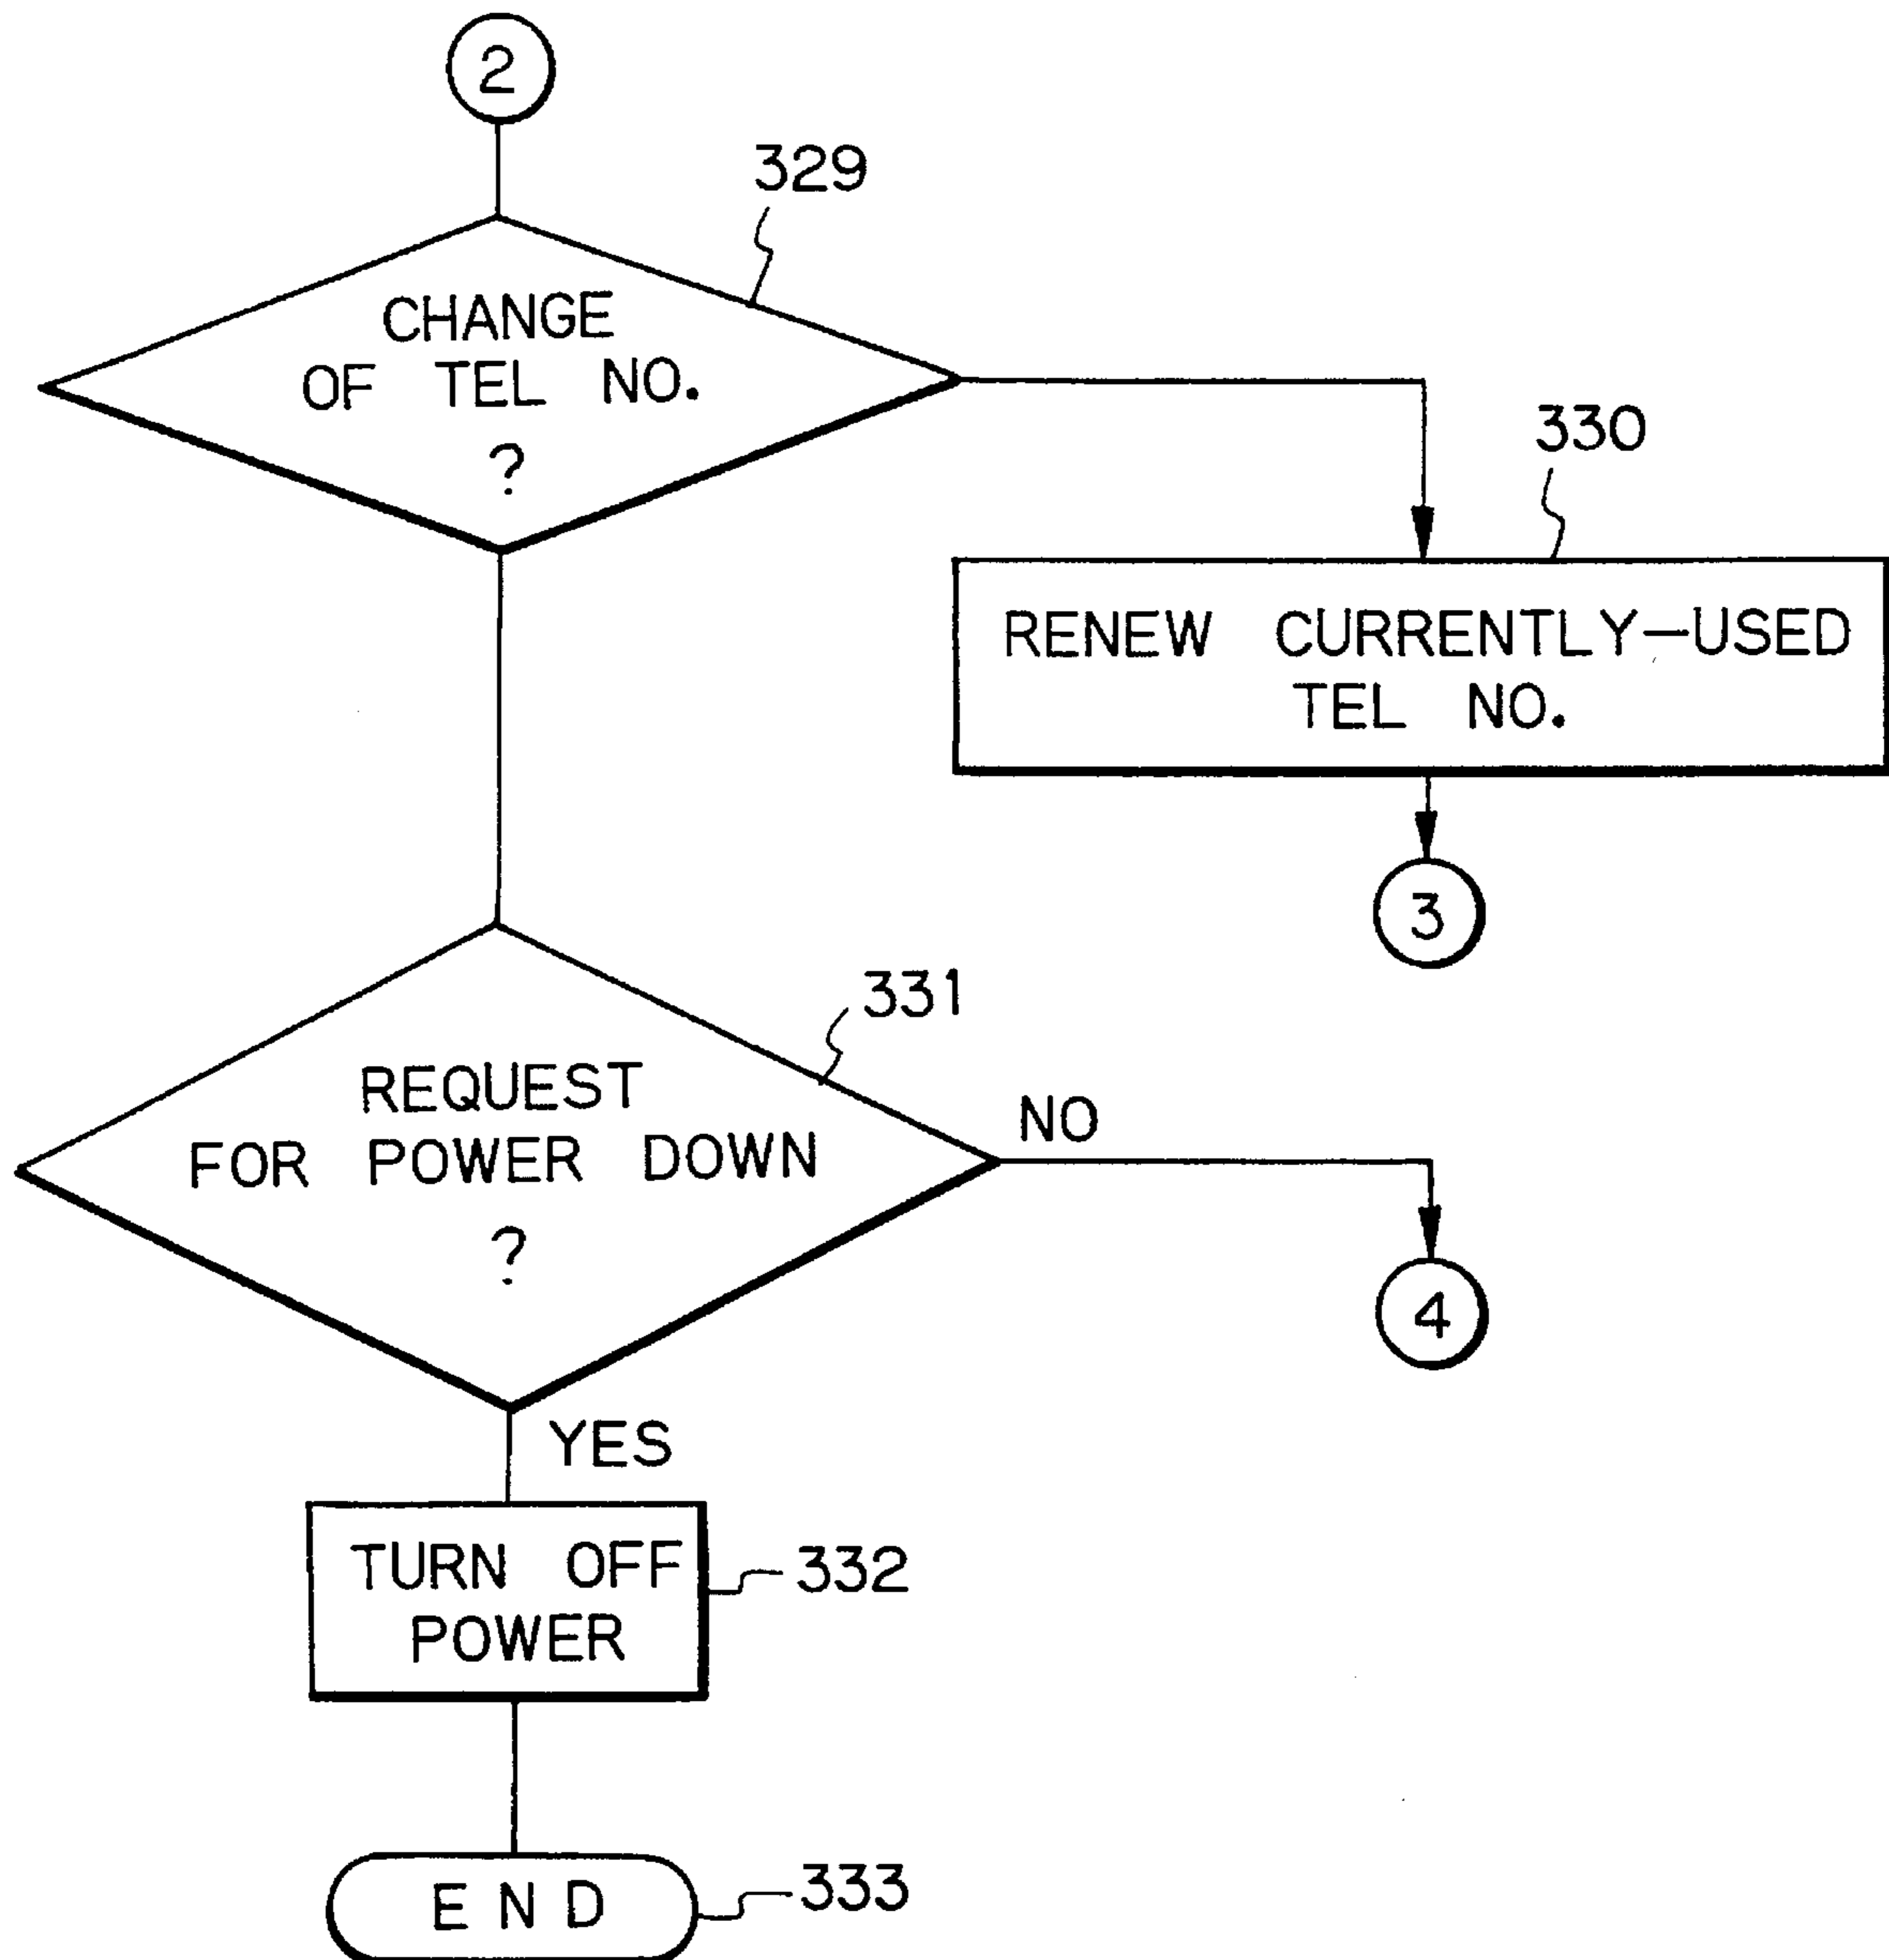 2
329
CHANGE
OF TEL NO.
?
330
RENEW CURRENTLY-USED
TEL NO.
3
331
REQUEST
FOR POWER DOWN
?
NO
4
YES
TURN OFF
POWER
332
END
333